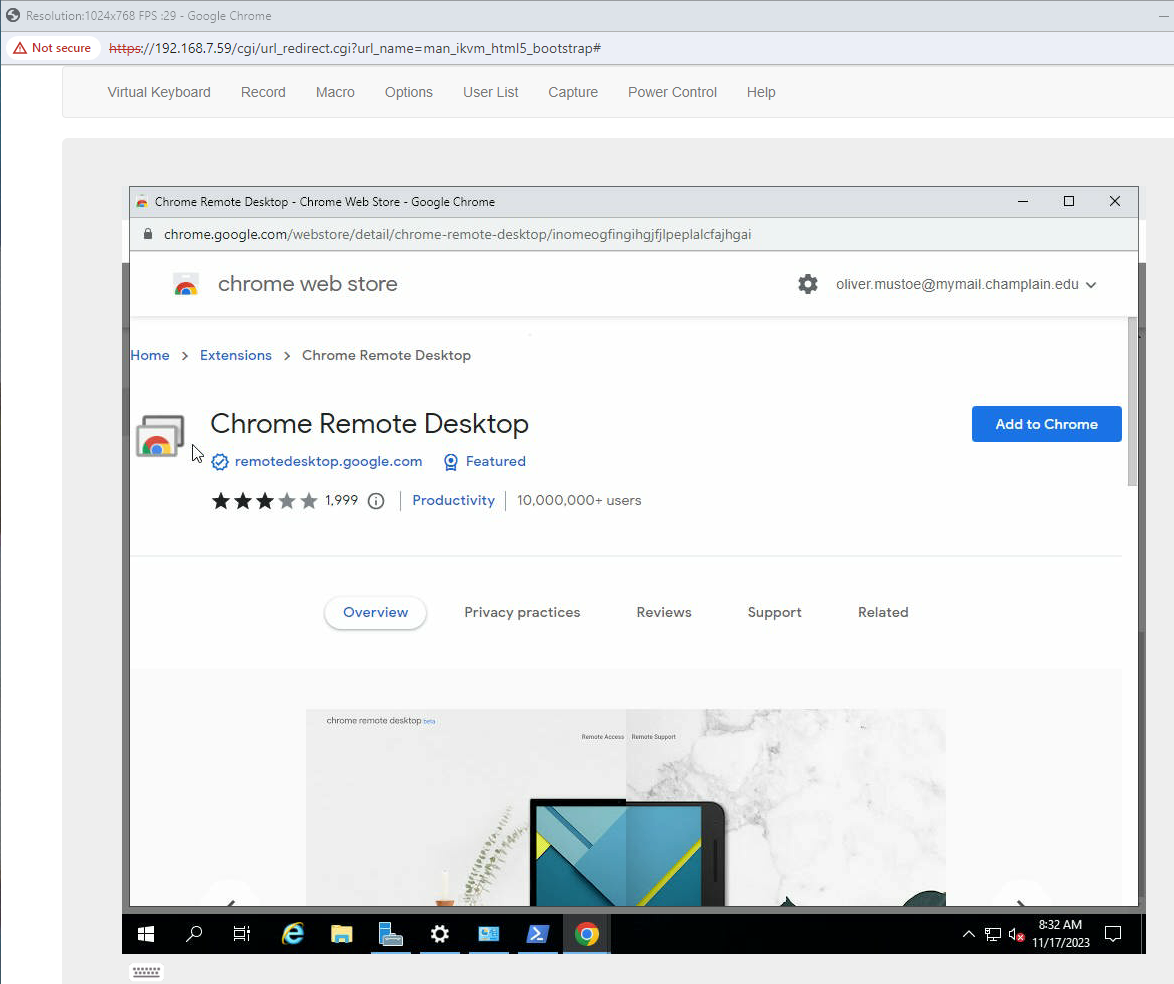 Resolution:1024x768 FPS :29 - Google Chrome
Not secure https://192.168.7.59/cgi/url_redirect.cgi?url_name=man_ikvm_html5_bootstrap#
Virtual Keyboard Record Macro Options User List Capture Power Control Help
Chrome Remote Desktop - Chrome Web Store - Google Chrome
chrome.google.com/webstore/detail/chrome-remote-desktop/inomeogfingihgjfjlpeplalcfajhgai
chrome web store oliver.mustoe@mymail.champlain.edu
Home > Extensions > Chrome Remote Desktop
Chrome Remote Desktop Add to Chrome
remotedesktop.google.com Featured
1,999 Productivity 10,000,000+ users
Overview Privacy practices Reviews Support Related
chrome remote desktop beta
Remote Access Remote Support
8:32 AM
11/17/2023